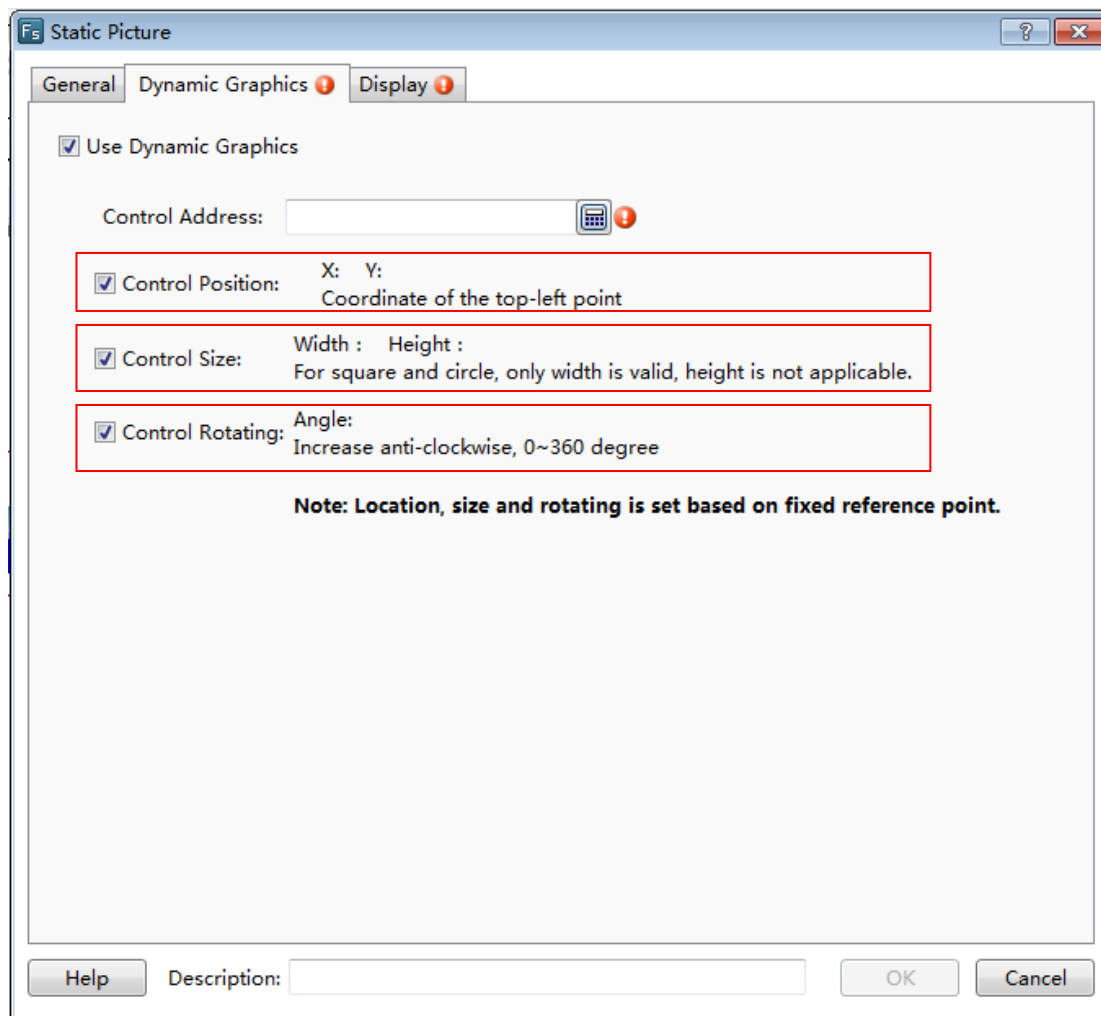 Fs Static Picture
General Dynamic Graphics Display
Use Dynamic Graphics
Control Address:
Control Position: X: Y:
Coordinate of the top-left point
Control Size: Width : Height :
For square and circle, only width is valid, height is not applicable.
Control Rotating: Angle:
Increase anti-clockwise, 0~360 degree
Note: Location, size and rotating is set based on fixed reference point.
Help Description: OK Cancel